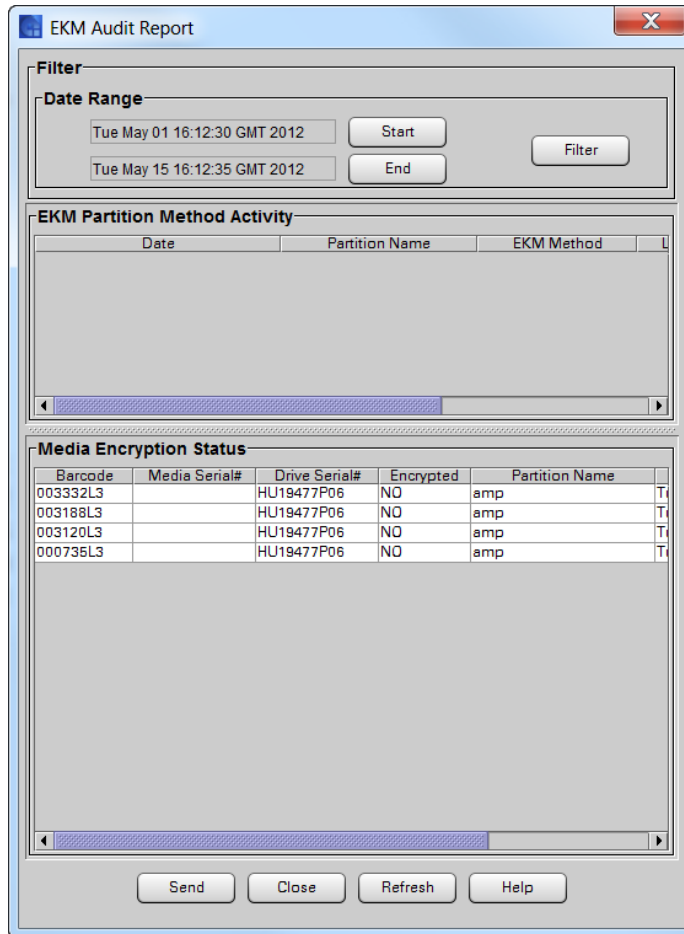 EKM Audit Report
Filter
Date Range
Tue May 01 16:12:30 GMT 2012 Start
Filter
Tue May 15 16:12:35 GMT 2012 End
EKM Partition Method Activity
Date Partition Name EKM Method L
Media Encryption Status
Barcode Media Serial# Drive Serial# Encrypted Partition Name
003332L3 HU19477P06 NO amp
003188L3 HU19477P06 NO amp
003120L3 HU19477P06 NO amp
000735L3 HU19477P06 NO amp
Send Close Refresh Help